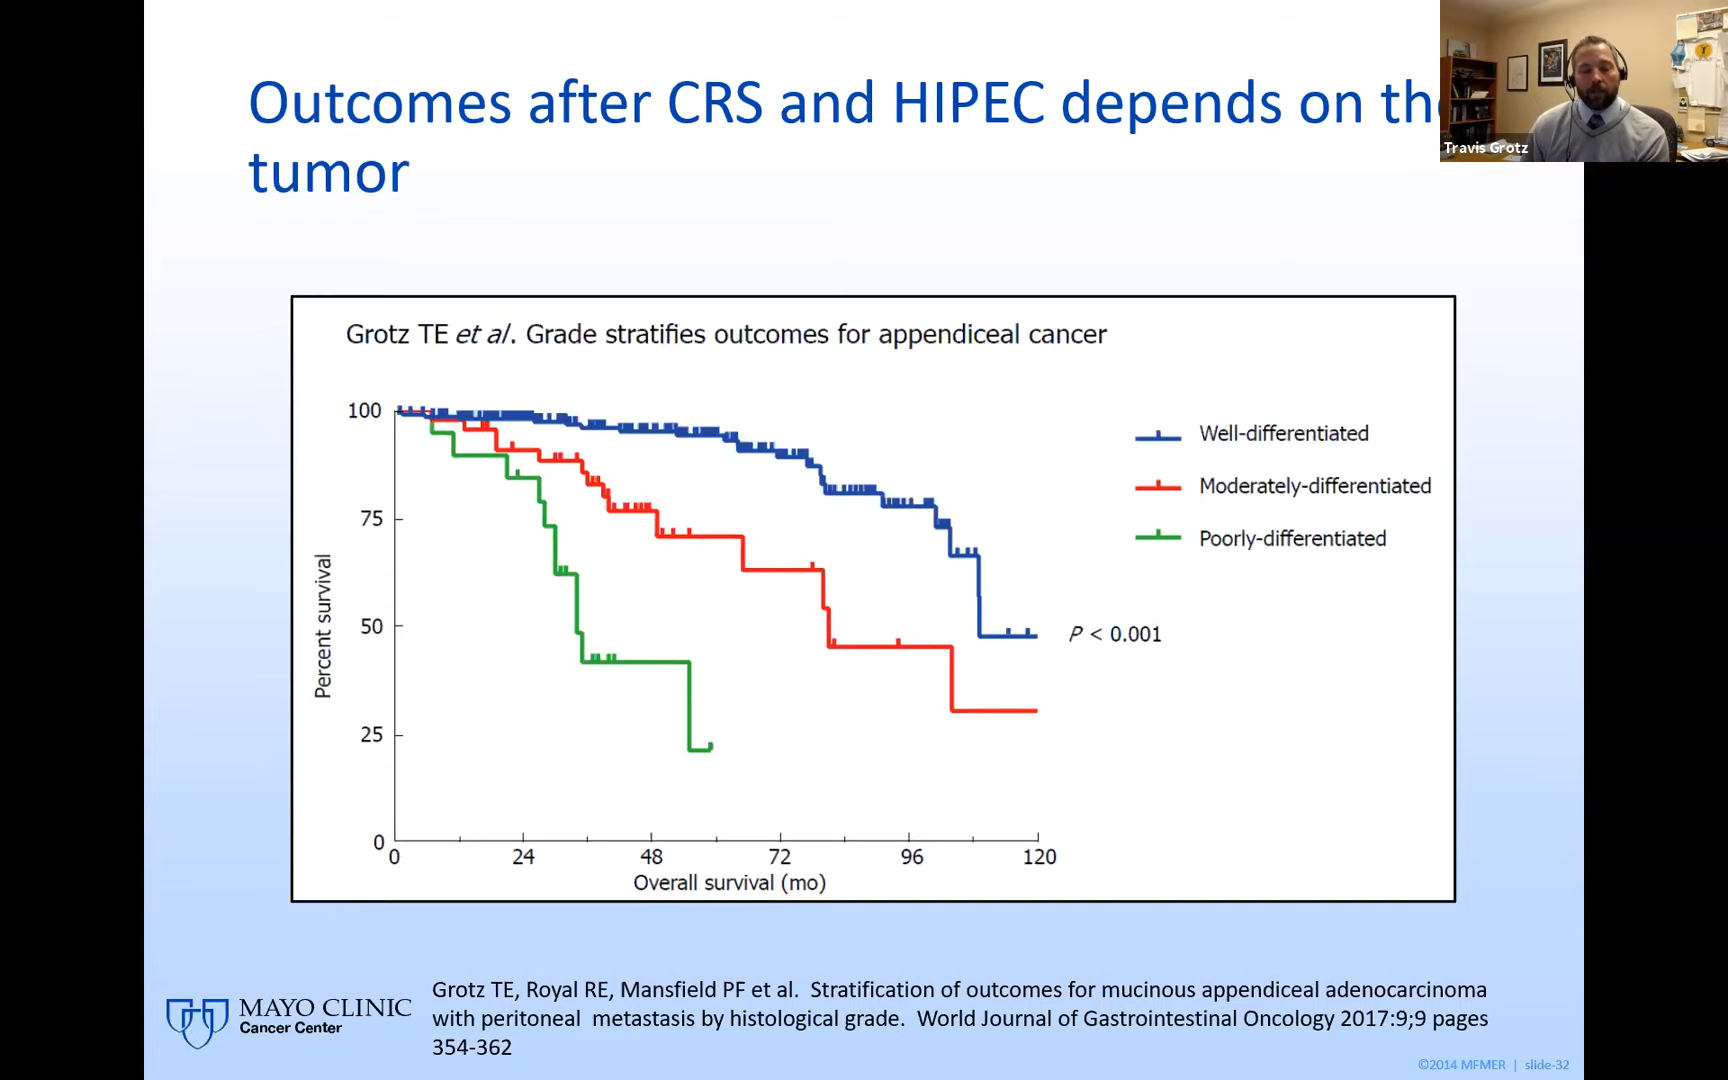 Outcomes after CRS and HIPEC depends on the
tumor
Travis Grotz
Grotz TE et al. Grade stratifies outcomes for appendiceal cancer
100
75
50
25
0
Percent survival
0 24 48 72 96 120
Overall survival (mo)
Well-differentiated
Moderately-differentiated
Poorly-differentiated
P < 0.001
MAYO CLINIC
Cancer Center
Grotz TE, Royal RE, Mansfield PF et al. Stratification of outcomes for mucinous appendiceal adenocarcinoma
with peritoneal metastasis by histological grade. World Journal of Gastrointestinal Oncology 2017:9;9 pages
354-362
©2014 MFMER | slide-32